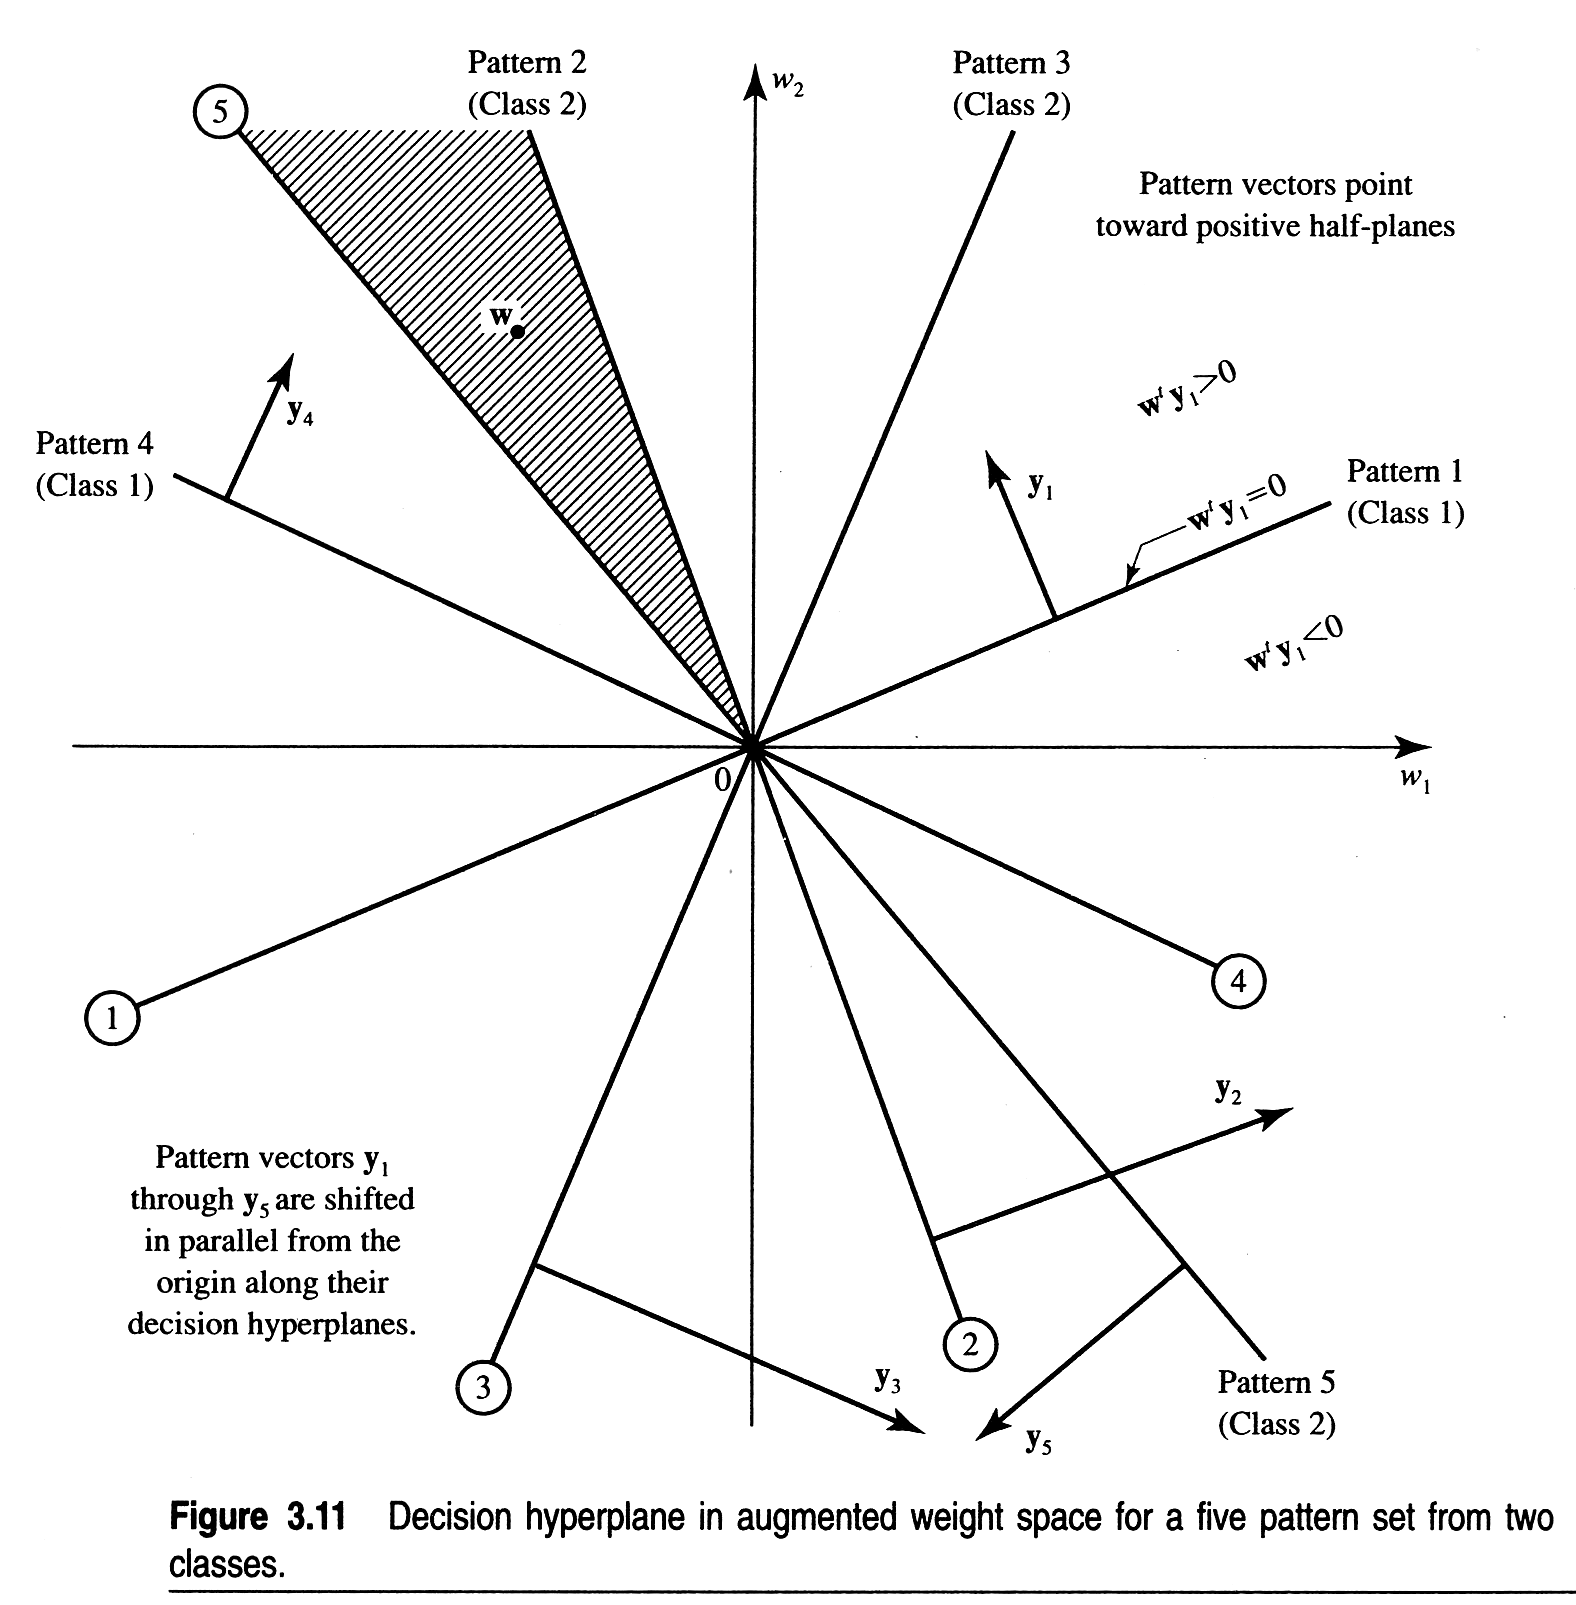 Pattern 2
(Class 2)
Pattern 3
(Class 2)
w₂
5
Pattern vectors point
toward positive half-planes
w
y₄
Pattern 4
(Class 1)
wᵗy₁>0
y₁
wᵗy₁=0
Pattern 1
(Class 1)
wᵗy₁<0
0
w₁
1
4
y₂
Pattern vectors y₁
through y₅ are shifted
in parallel from the
origin along their
decision hyperplanes.
3
y₃
2
y₅
Pattern 5
(Class 2)
Figure 3.11 Decision hyperplane in augmented weight space for a five pattern set from two
classes.